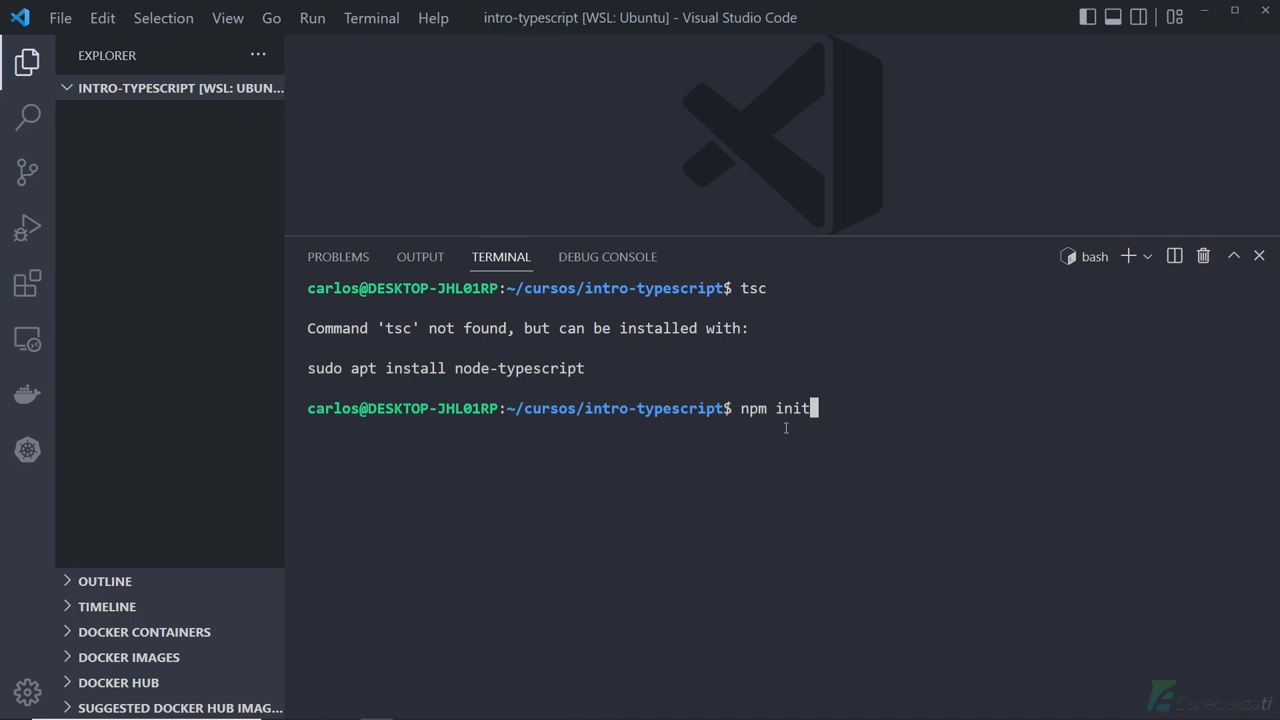 File Edit Selection View Go Run Terminal Help intro-typescript [WSL: Ubuntu] - Visual Studio Code
EXPLORER
INTRO-TYPESCRIPT [WSL: UBUN...
PROBLEMS OUTPUT TERMINAL DEBUG CONSOLE bash
carlos@DESKTOP-JHL01RP:~/cursos/intro-typescript$ tsc
Command 'tsc' not found, but can be installed with:
sudo apt install node-typescript
carlos@DESKTOP-JHL01RP:~/cursos/intro-typescript$ npm init
OUTLINE
TIMELINE
DOCKER CONTAINERS
DOCKER IMAGES
DOCKER HUB
SUGGESTED DOCKER HUB IMAG...
EspecializaTi